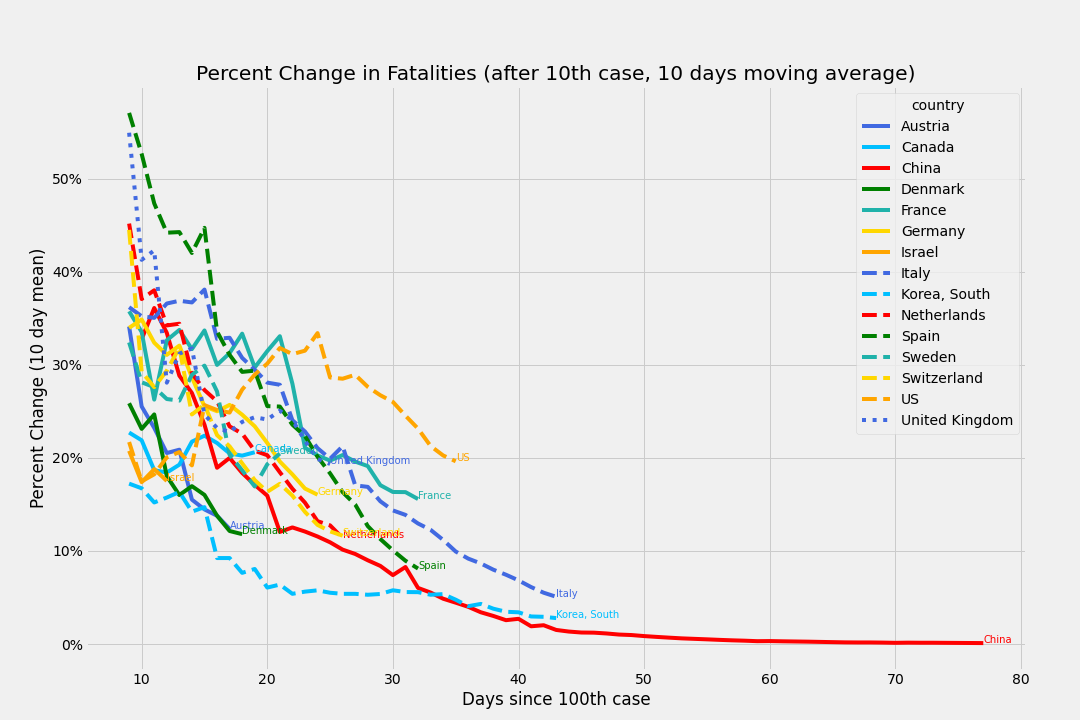 Percent Change in Fatalities (after 10th case, 10 days moving average)
country
Austria
Canada
China
Denmark
France
Germany
Israel
Italy
Korea, South
Netherlands
Spain
Sweden
Switzerland
US
United Kingdom
Percent Change (10 day mean)
50%
40%
30%
20%
10%
0%
Canada
Sweden
United Kingdom
US
Israel
Germany
France
Austria
Denmark
Switzerland
Netherlands
Spain
Italy
Korea, South
China
10 20 30 40 50 60 70 80
Days since 100th case